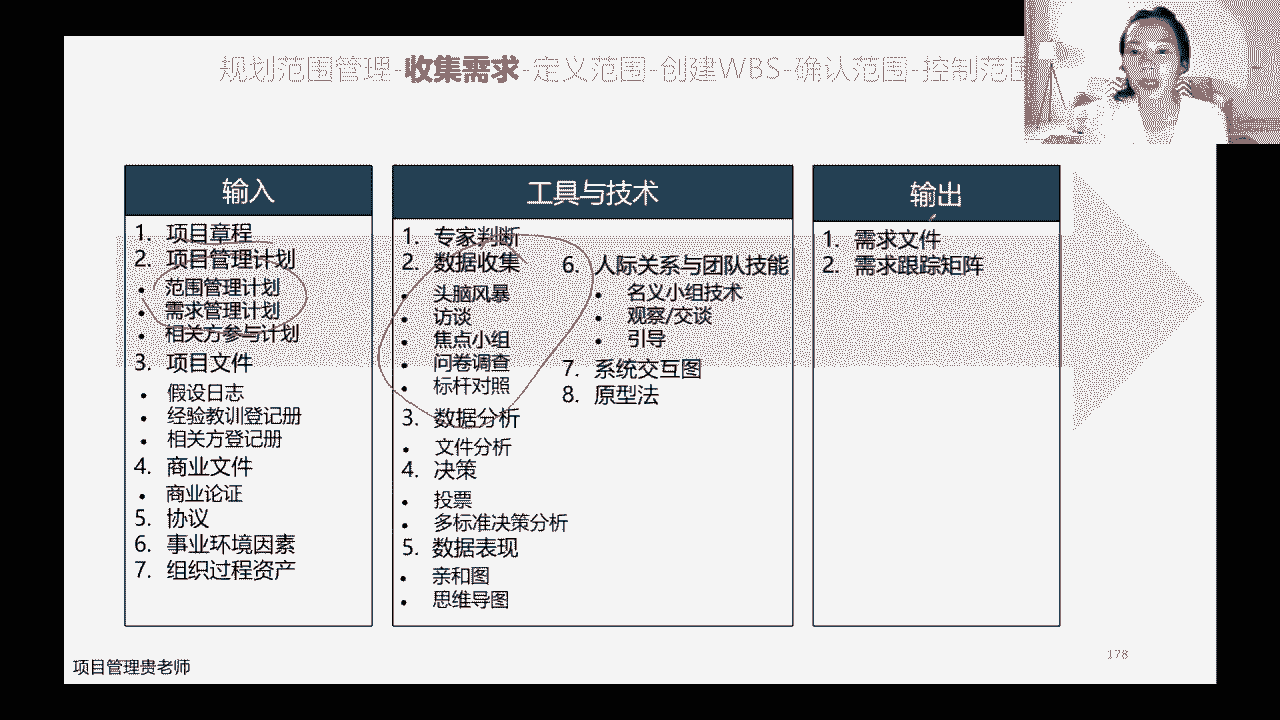 规划范围管理-收集需求-定义范围-创建WBS-确认范围-控制范围
输入
1. 项目章程
2. 项目管理计划
• 范围管理计划
• 需求管理计划
• 相关方参与计划
3. 项目文件
• 假设日志
• 经验教训登记册
• 相关方登记册
4. 商业文件
• 商业论证
5. 协议
6. 事业环境因素
7. 组织过程资产
工具与技术
1. 专家判断
2. 数据收集
• 头脑风暴
• 访谈
• 焦点小组
• 问卷调查
• 标杆对照
3. 数据分析
• 文件分析
4. 决策
• 投票
• 多标准决策分析
5. 数据表现
• 亲和图
• 思维导图
6. 人际关系与团队技能
• 名义小组技术
• 观察/交谈
• 引导
7. 系统交互图
8. 原型法
输出
1. 需求文件
2. 需求跟踪矩阵
项目管理贵老师
178